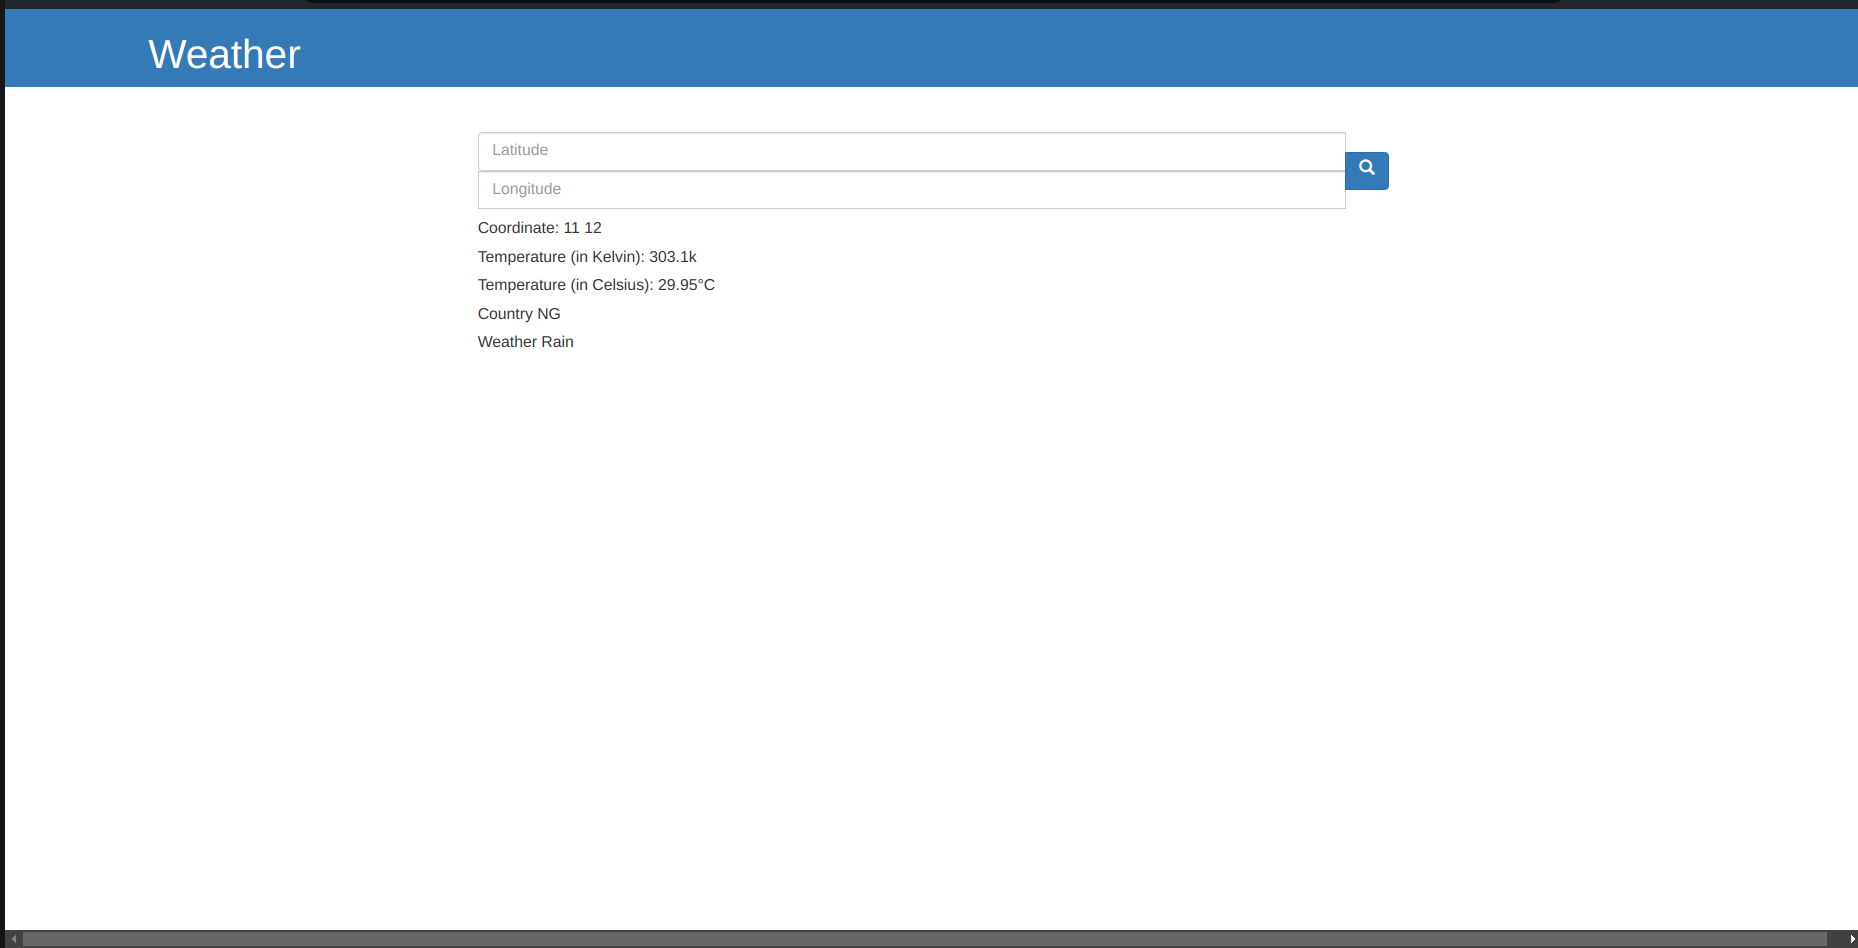 Weather
Latitude
Longitude
Coordinate: 11 12
Temperature (in Kelvin): 303.1k
Temperature (in Celsius): 29.95°C
Country NG
Weather Rain